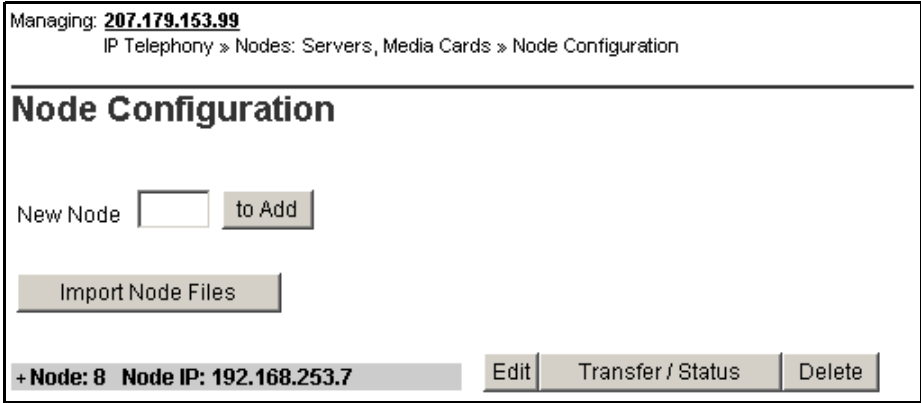 Managing: 207.179.153.99
IP Telephony » Nodes: Servers, Media Cards » Node Configuration
Node Configuration
New Node to Add
Import Node Files
+ Node: 8 Node IP: 192.168.253.7 Edit Transfer / Status Delete